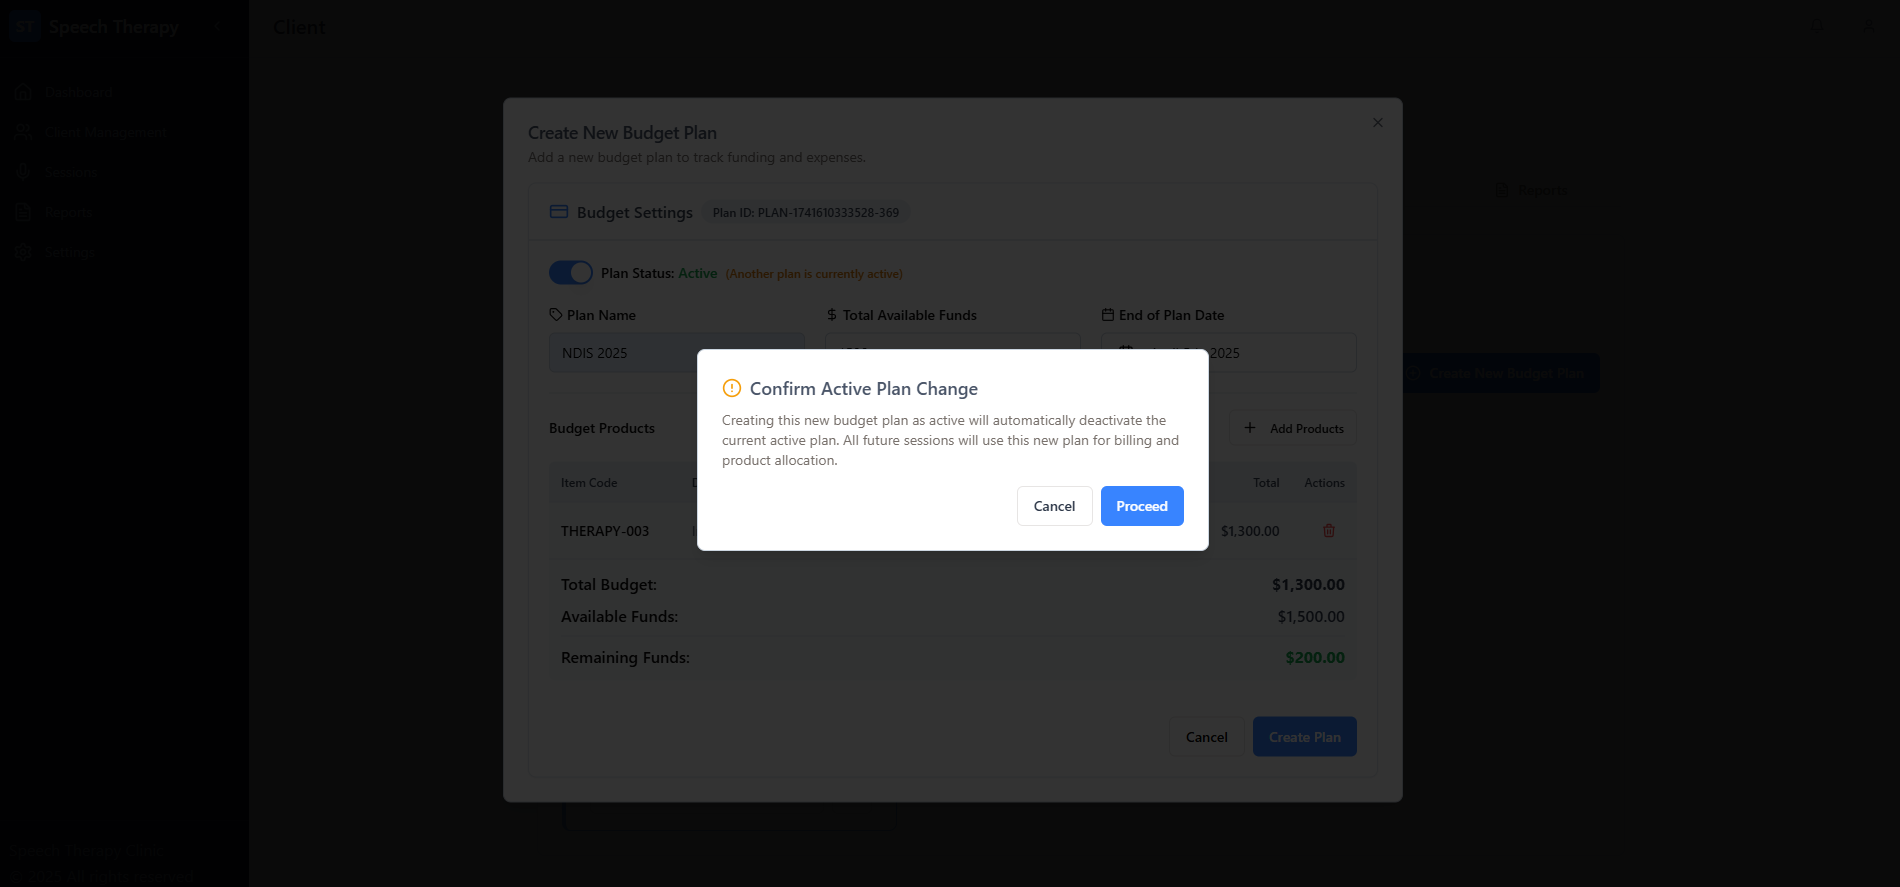 ST Speech Therapy
Client
Dashboard
Client Management
Sessions
Reports
Settings
Reports
Create New Budget Plan
Create New Budget Plan
Add a new budget plan to track funding and expenses.
Budget Settings Plan ID: PLAN-1741610333528-369
Plan Status: Active (Another plan is currently active)
Plan Name Total Available Funds End of Plan Date
NDIS 2025 2025
Confirm Active Plan Change
Creating this new budget plan as active will automatically deactivate the
current active plan. All future sessions will use this new plan for billing and
product allocation.
Cancel Proceed
Budget Products Add Products
Item Code Total Actions
THERAPY-003 $1,300.00
Total Budget: $1,300.00
Available Funds: $1,500.00
Remaining Funds: $200.00
Cancel Create Plan
Speech Therapy Clinic
© 2025 All rights reserved